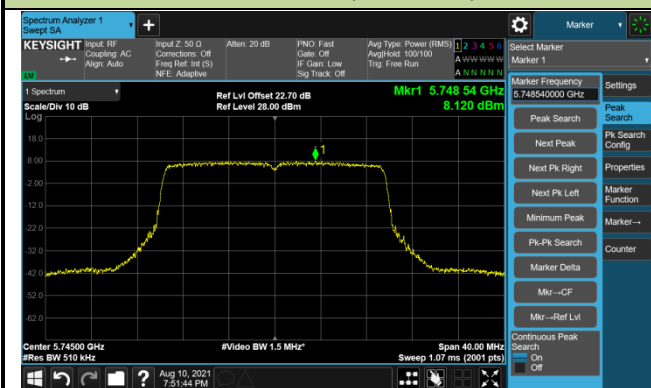 Spectrum Analyzer 1
Swept SA
+
Marker
KEYSIGHT
Input: RF
Coupling: AC
Align: Auto
Input Z: 50 Ω
Corrections: Off
Freq Ref: Int (S)
NFE: Adaptive
Atten: 20 dB
PNO: Fast
Gate: Off
IF Gain: Low
Sig Track: Off
Avg Type: Power (RMS)
Avg|Hold: 100/100
Trig: Free Run
1 2 3 4 5 6
A W W W W W
A N N N N N
Select Marker
Marker 1
1 Spectrum
Scale/Div 10 dB
Log
Ref Lvl Offset 22.70 dB
Ref Level 28.00 dBm
Mkr1 5.748 54 GHz
8.120 dBm
1
18.0
8.00
-2.00
-12.0
-22.0
-32.0
-42.0
-52.0
-62.0
Center 5.74500 GHz
#Res BW 510 kHz
#Video BW 1.5 MHz*
Span 40.00 MHz
Sweep 1.07 ms (2001 pts)
Marker Frequency
5.748540000 GHz
Peak Search
Next Peak
Next Pk Right
Next Pk Left
Minimum Peak
Pk-Pk Search
Marker Delta
Mkr→CF
Mkr→Ref Lvl
Continuous Peak
Search
On
Off
Settings
Peak
Search
Pk Search
Config
Properties
Marker
Function
Marker→
Counter
?
Aug 10, 2021
7:51:44 PM